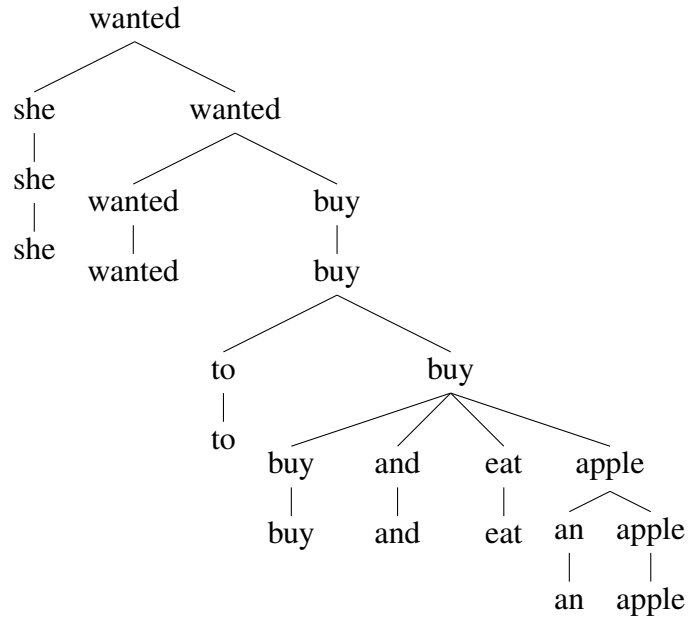 wanted
she wanted
she wanted buy
she wanted buy
to buy
to buy and eat apple
buy and eat an apple
an apple